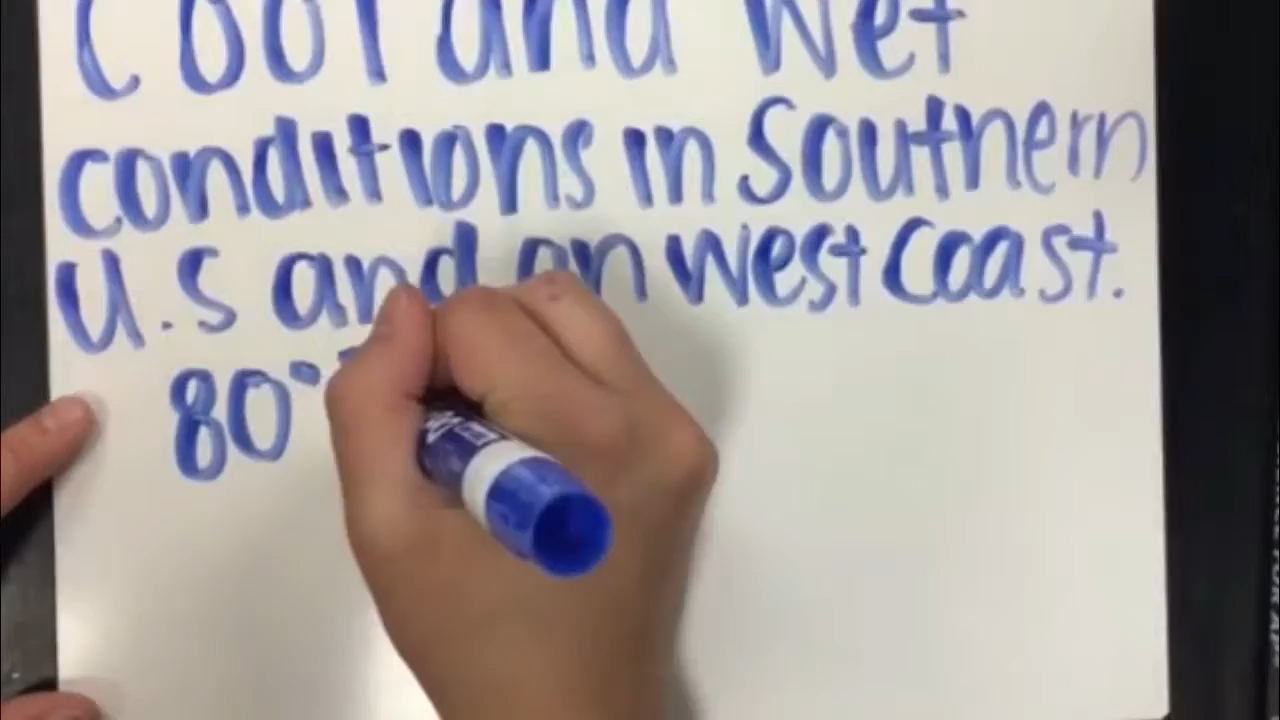 Cool and wet
conditions in Southern
U.S and on west coast.
80°